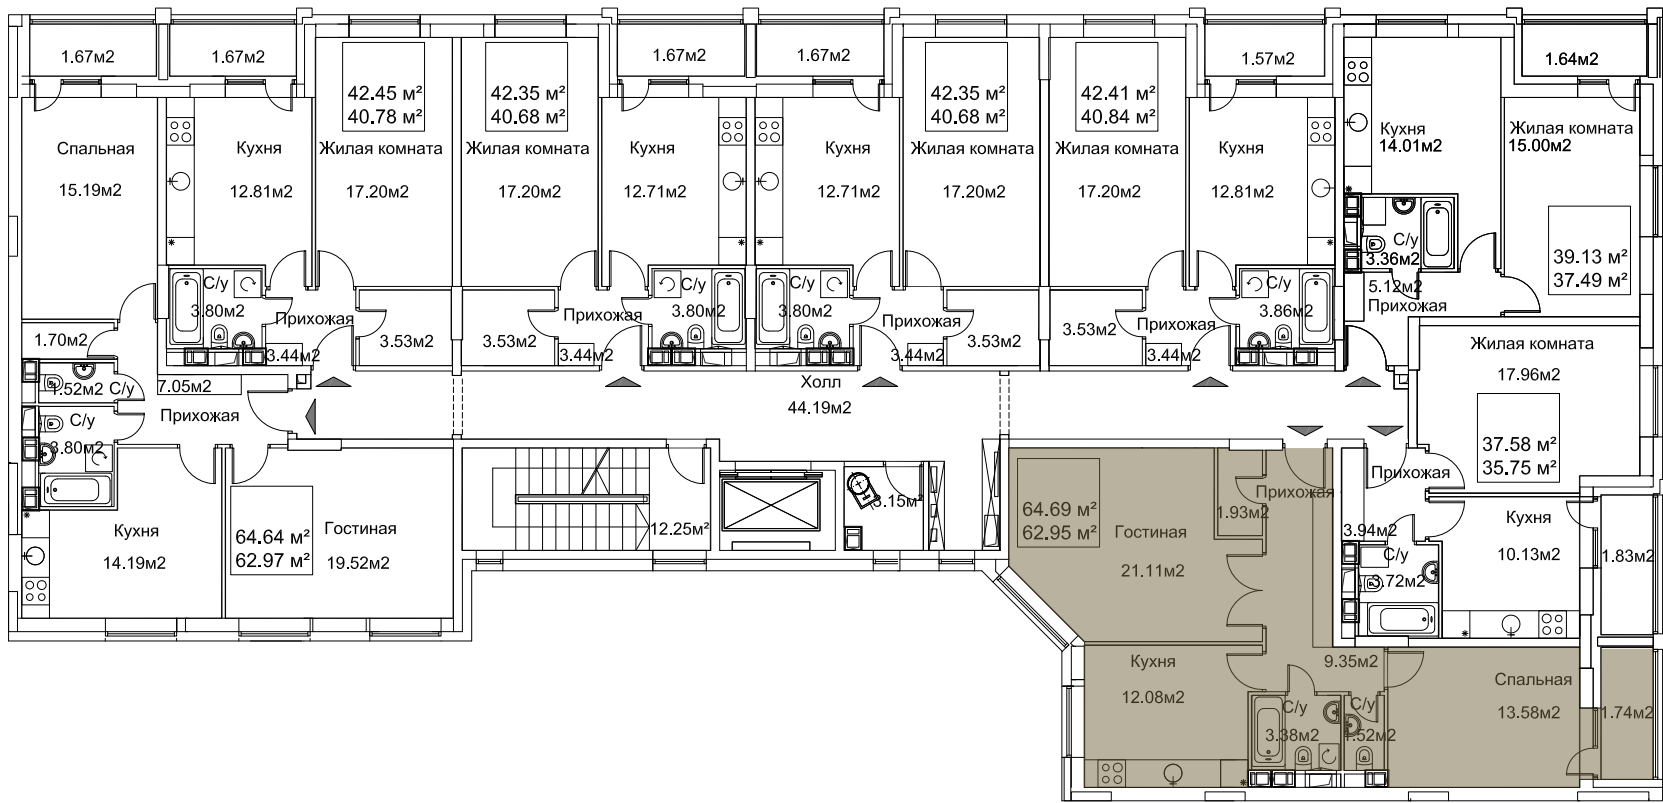 1.67м2
1.67м2
1.67м2
1.67м2
1.57м2
1.64м2
42.45 м²
40.78 м²
42.35 м²
40.68 м²
42.35 м²
40.68 м²
42.41 м²
40.84 м²
Спальная
15.19м2
Кухня
12.81м2
Жилая комната
17.20м2
Жилая комната
17.20м2
Кухня
12.71м2
Кухня
12.71м2
Жилая комната
17.20м2
Жилая комната
17.20м2
Кухня
12.81м2
Кухня
14.01м2
Жилая комната
15.00м2
39.13 м²
37.49 м²
С/у
3.36м2
5.12м2
Прихожая
С/у
3.80м2
Прихожая
3.44м2
3.53м2
3.53м2
Прихожая
3.44м2
С/у
3.80м2
С/у
3.80м2
Прихожая
3.44м2
3.53м2
3.53м2
Прихожая
3.44м2
С/у
3.86м2
1.70м2
1.52м2
С/у
7.05м2
Прихожая
С/у
3.80м2
Холл
44.19м2
Жилая комната
17.96м2
37.58 м²
35.75 м²
Прихожая
3.94м2
Кухня
14.19м2
64.64 м²
62.97 м²
Гостиная
19.52м2
12.25м²
3.15м²
64.69 м²
62.95 м²
Гостиная
21.11м2
1.93м2
Прихожая
Кухня
10.13м2
1.83м2
С/у
3.72м2
Кухня
12.08м2
9.35м2
С/у
3.38м2
С/у
1.52м2
Спальная
13.58м2
1.74м2